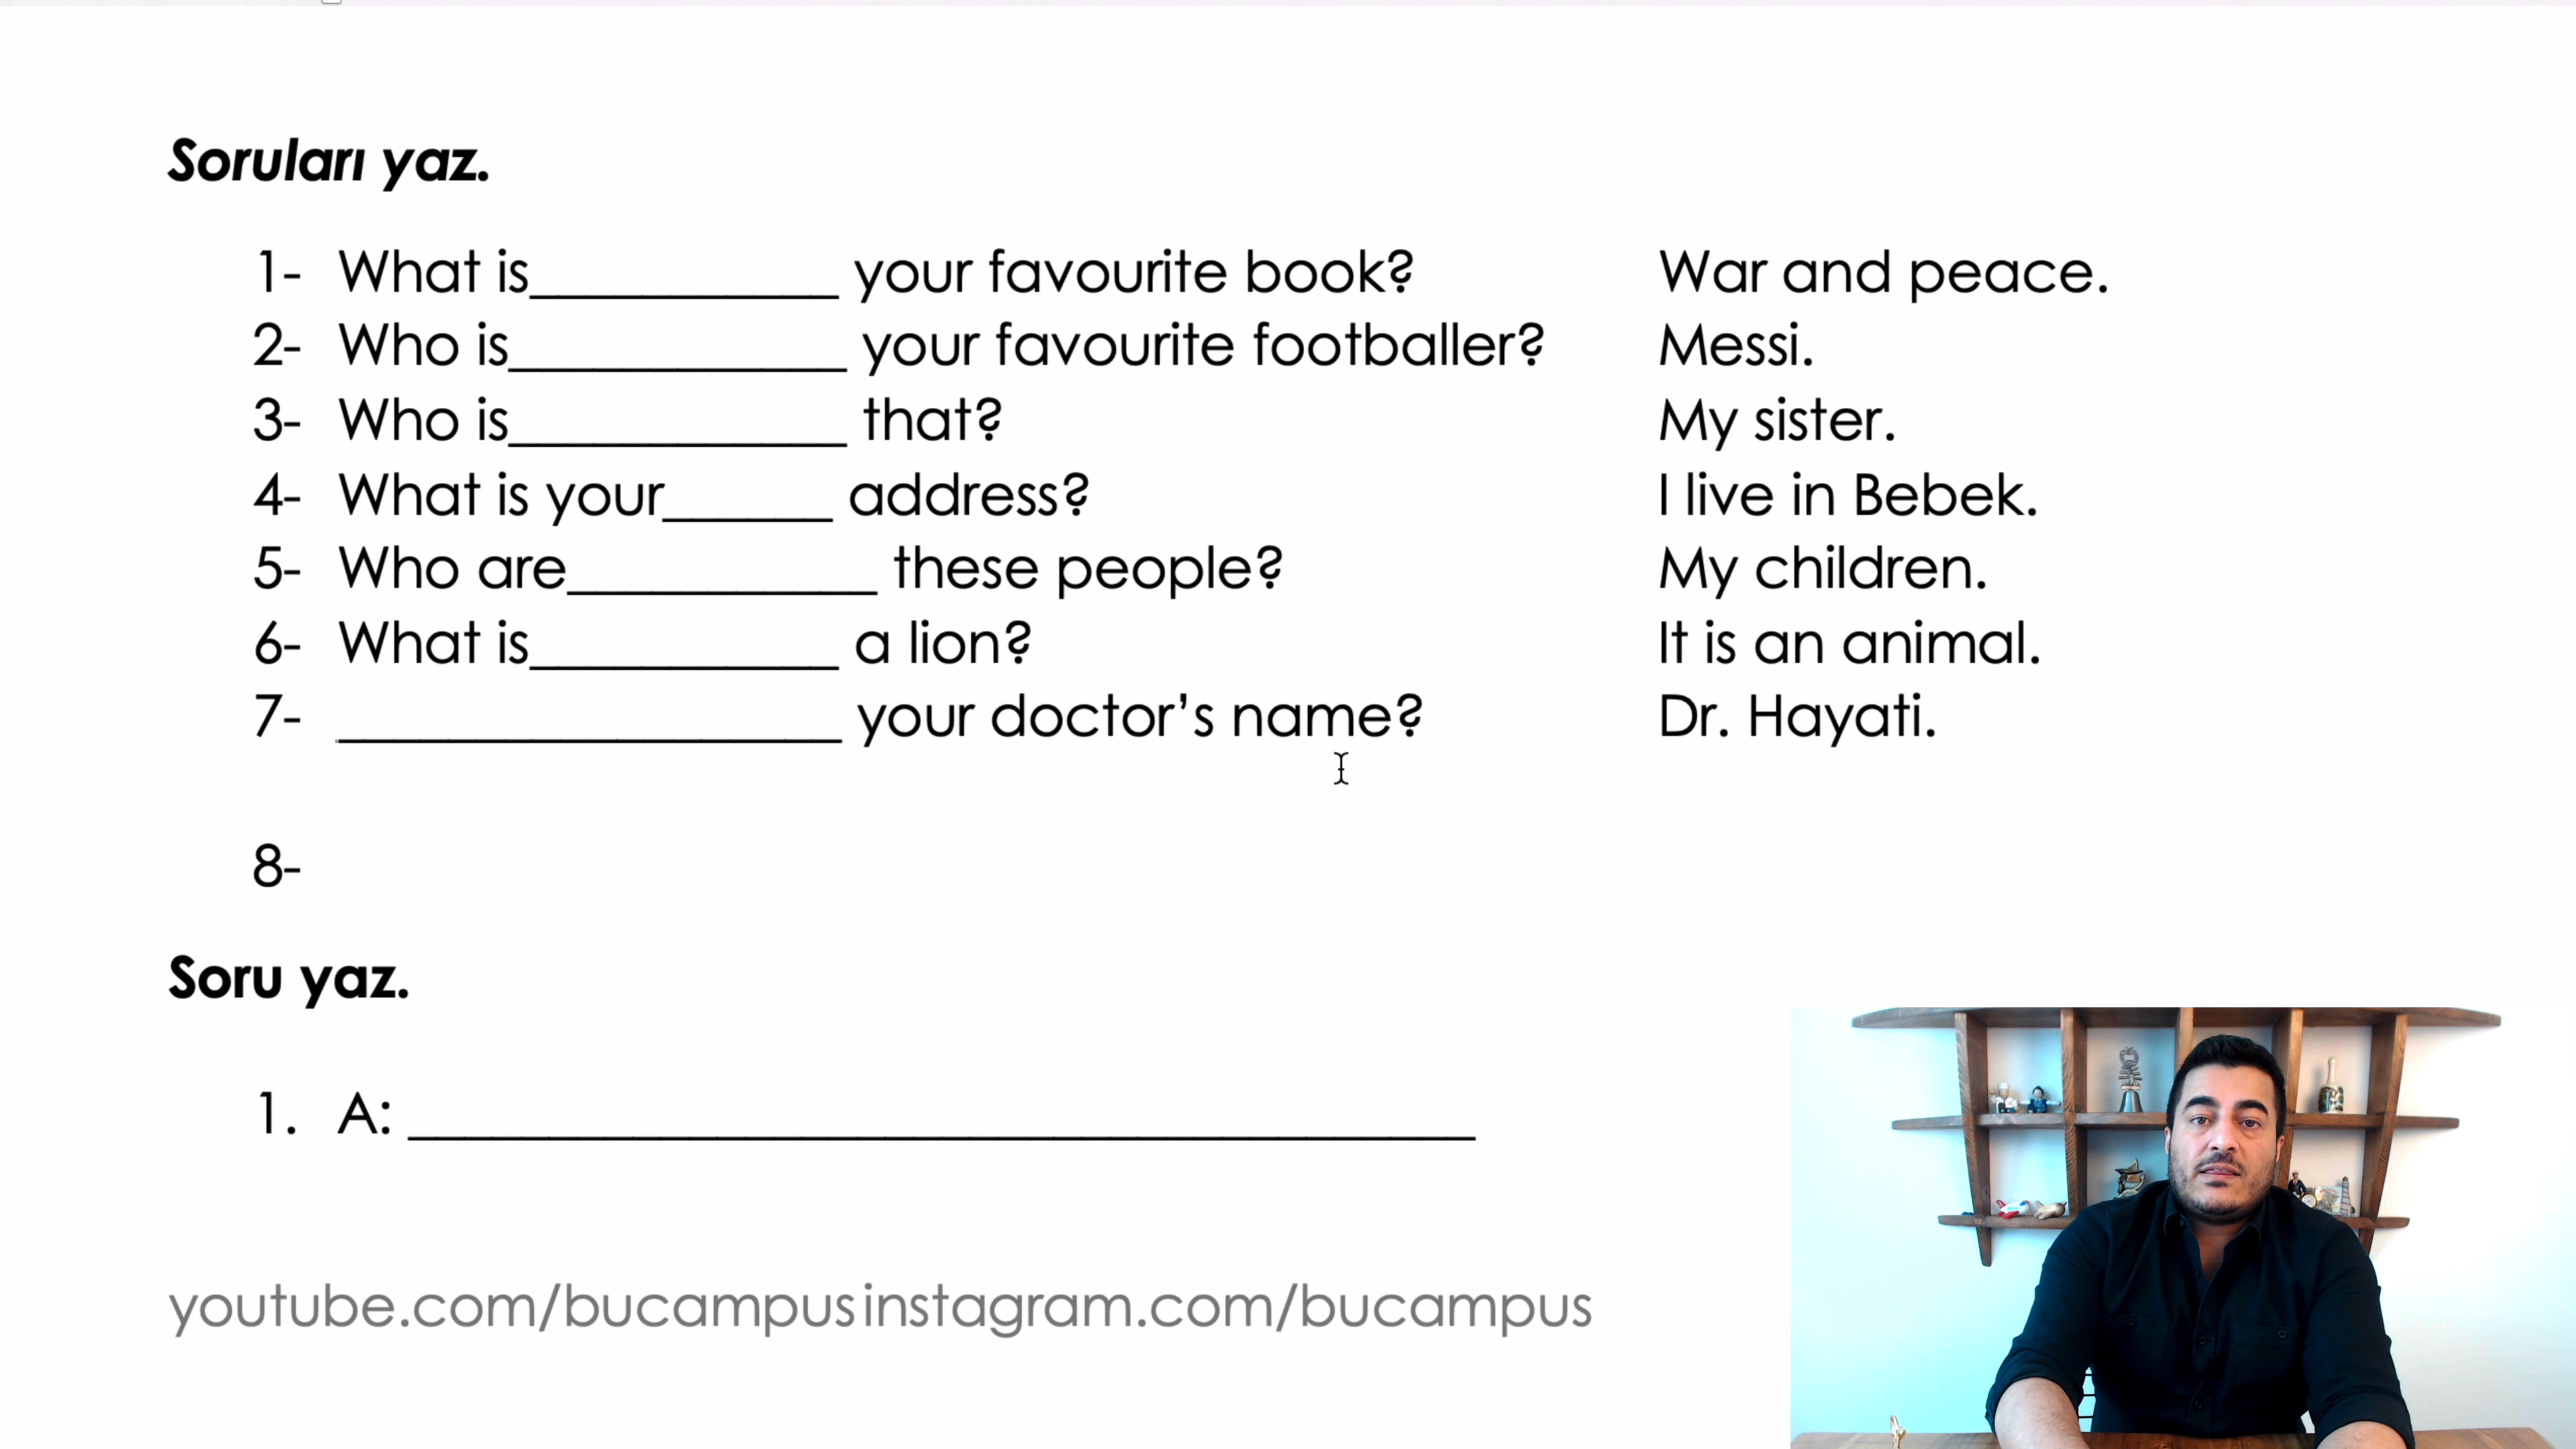 Soruları yaz.
1- What is___________ your favourite book? War and peace.
2- Who is____________ your favourite footballer? Messi.
3- Who is____________ that? My sister.
4- What is your______ address? I live in Bebek.
5- Who are___________ these people? My children.
6- What is___________ a lion? It is an animal.
7- __________________ your doctor's name? Dr. Hayati.
8-
Soru yaz.
1. A: ______________________________________
youtube.com/bucampus instagram.com/bucampus